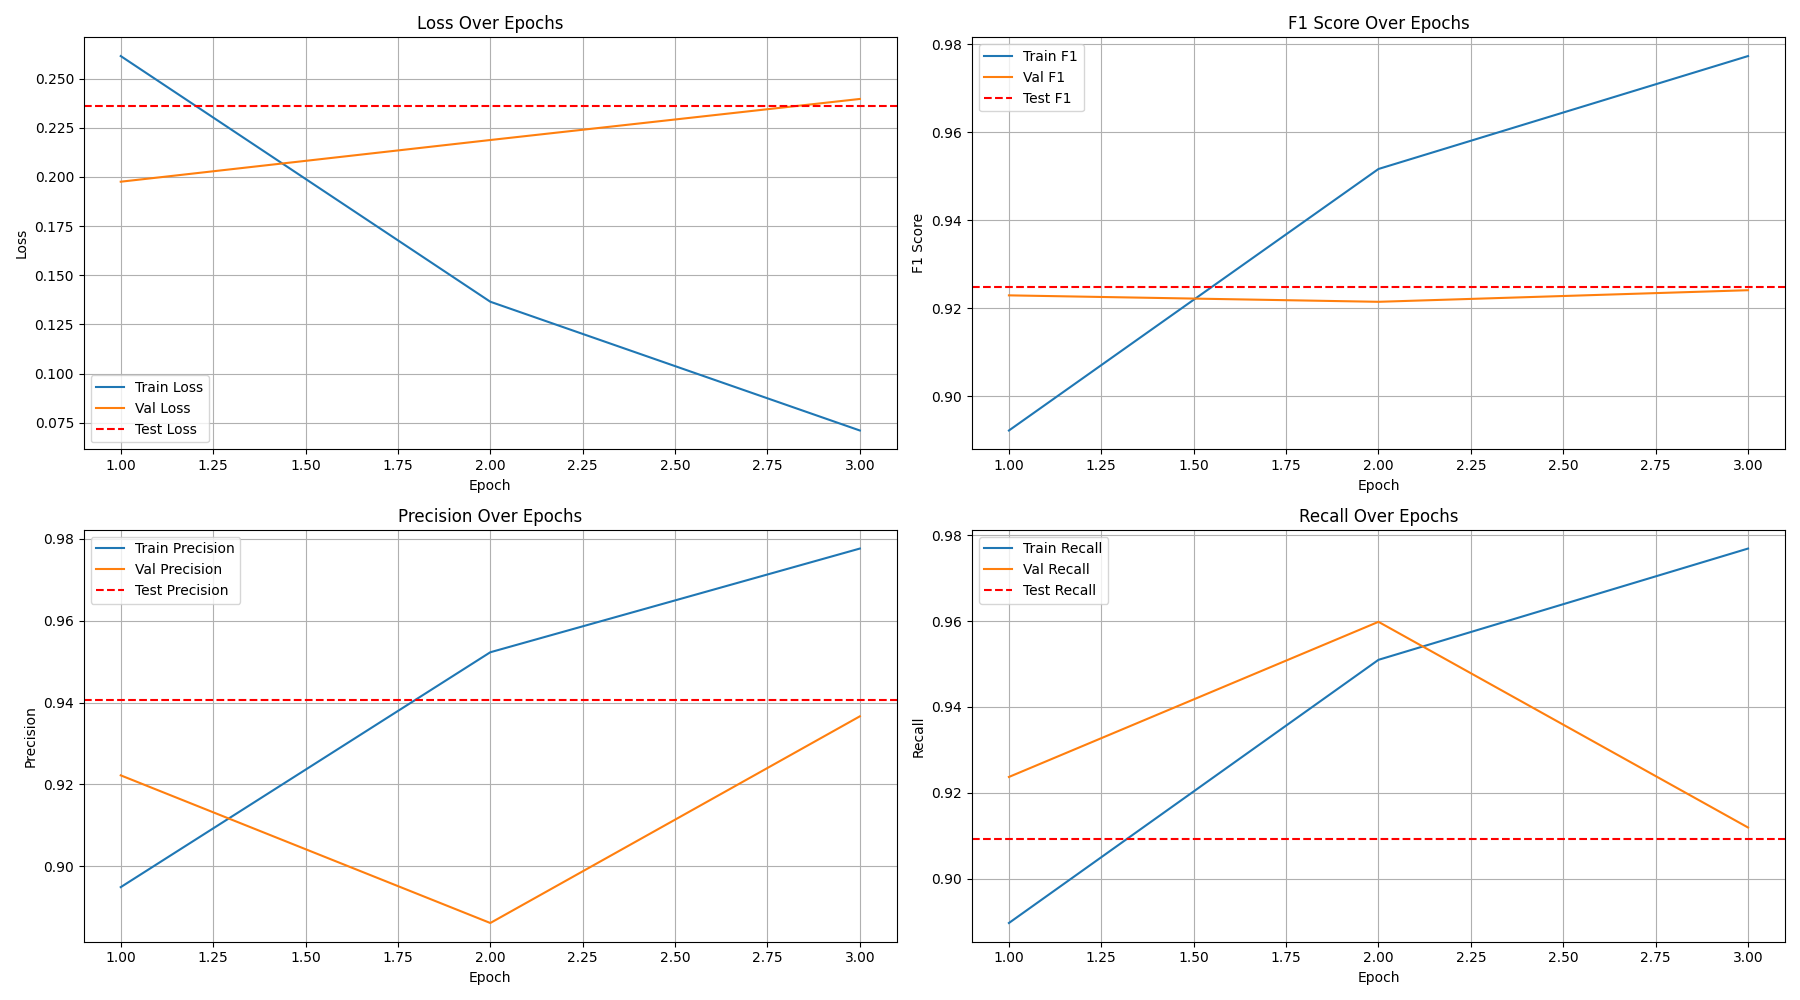 Loss Over Epochs
Loss
0.250
0.225
0.200
0.175
0.150
0.125
0.100
0.075
Train Loss
Val Loss
Test Loss
1.00 1.25 1.50 1.75 2.00 2.25 2.50 2.75 3.00
Epoch
F1 Score Over Epochs
F1 Score
0.98
0.96
0.94
0.92
0.90
Train F1
Val F1
Test F1
1.00 1.25 1.50 1.75 2.00 2.25 2.50 2.75 3.00
Epoch
Precision Over Epochs
Precision
0.98
0.96
0.94
0.92
0.90
Train Precision
Val Precision
Test Precision
1.00 1.25 1.50 1.75 2.00 2.25 2.50 2.75 3.00
Epoch
Recall Over Epochs
Recall
0.98
0.96
0.94
0.92
0.90
Train Recall
Val Recall
Test Recall
1.00 1.25 1.50 1.75 2.00 2.25 2.50 2.75 3.00
Epoch